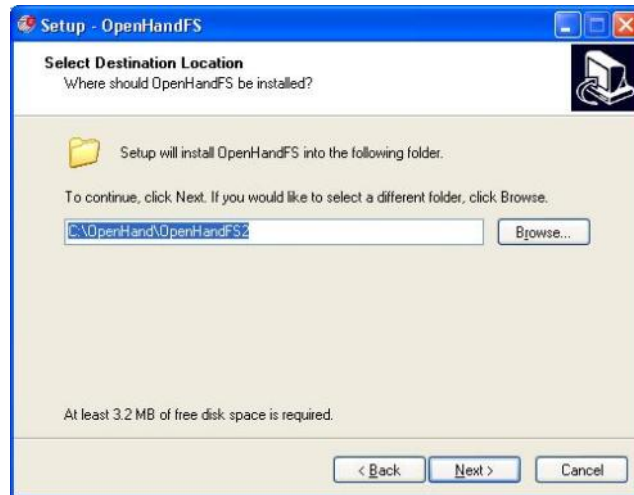 Setup - OpenHandFS
Select Destination Location
Where should OpenHandFS be installed?
Setup will install OpenHandFS into the following folder.
To continue, click Next. If you would like to select a different folder, click Browse.
C:\OpenHand\OpenHandFS2 Browse...
At least 3.2 MB of free disk space is required.
< Back Next > Cancel